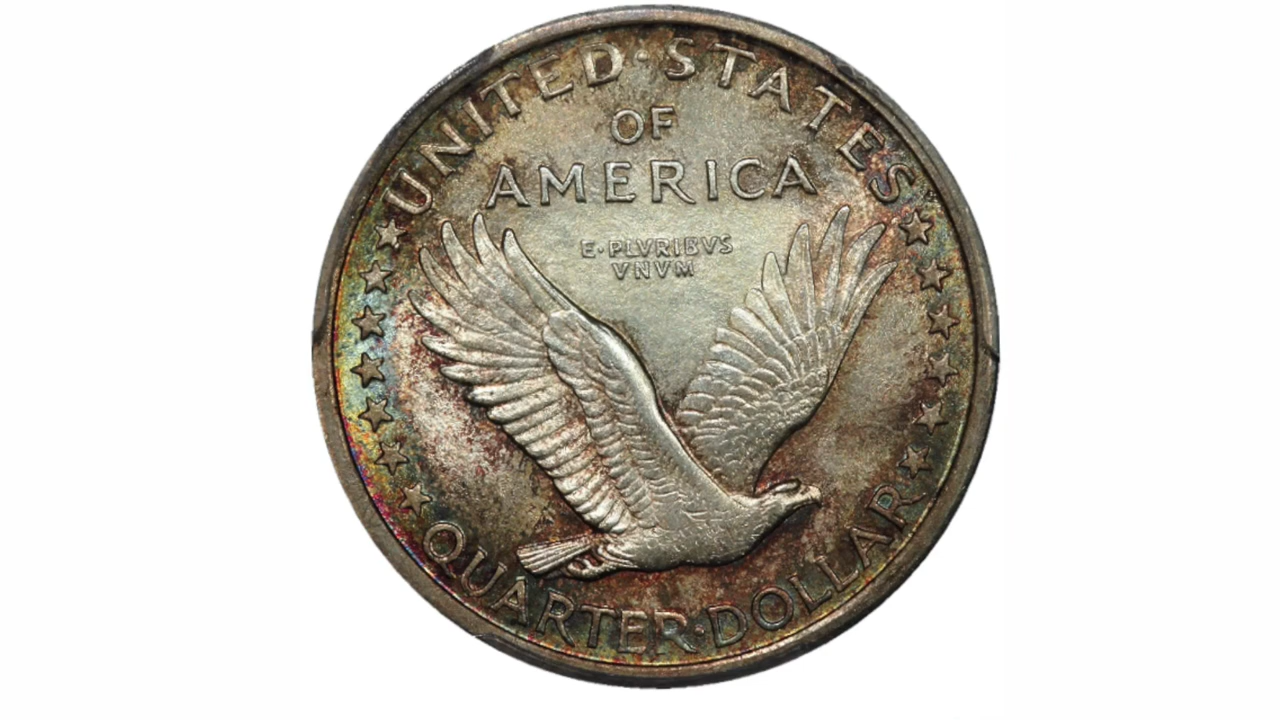 UNITED·STATES
OF
AMERICA
E·PLVRIBVS
VNVM
QUARTER·DOLLAR